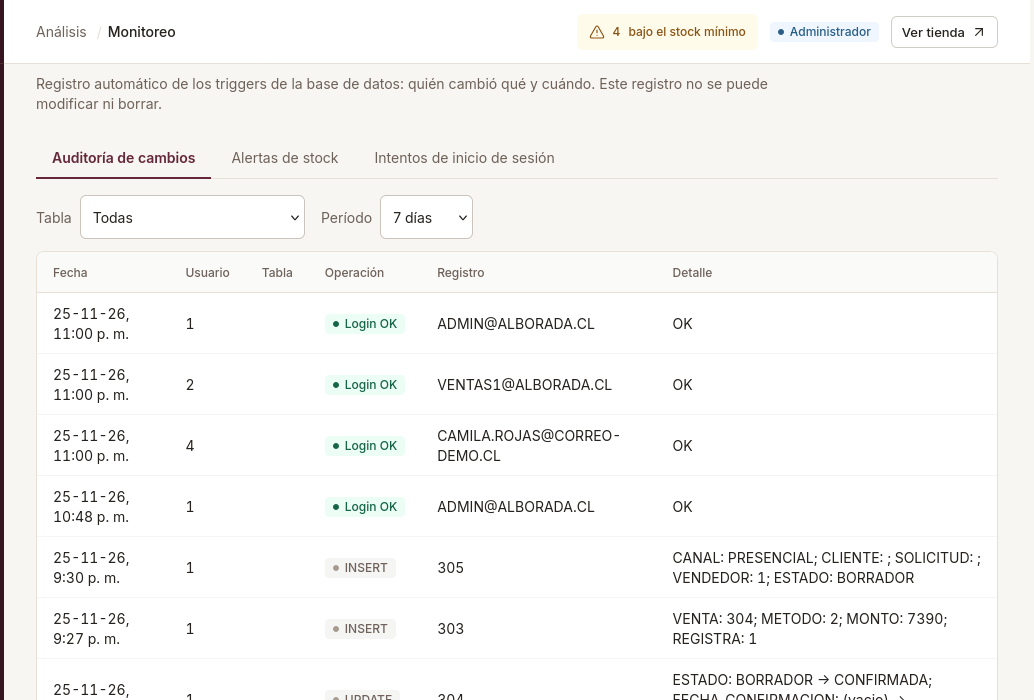 Análisis / Monitoreo
4 bajo el stock mínimo
Administrador
Ver tienda
Registro automático de los triggers de la base de datos: quién cambió qué y cuándo. Este registro no se puede
modificar ni borrar.
Auditoría de cambios
Alertas de stock
Intentos de inicio de sesión
Tabla Todas
Período 7 días
Fecha Usuario Tabla Operación Registro Detalle
25-11-26,
11:00 p. m.
1 Login OK ADMIN@ALBORADA.CL OK
25-11-26,
11:00 p. m.
2 Login OK VENTAS1@ALBORADA.CL OK
25-11-26,
11:00 p. m.
4 Login OK
CAMILA.ROJAS@CORREO-
DEMO.CL
OK
25-11-26,
10:48 p. m.
1 Login OK ADMIN@ALBORADA.CL OK
25-11-26,
9:30 p. m.
1 INSERT 305
CANAL: PRESENCIAL; CLIENTE: ; SOLICITUD: ;
VENDEDOR: 1; ESTADO: BORRADOR
25-11-26,
9:27 p. m.
1 INSERT 303
VENTA: 304; METODO: 2; MONTO: 7390;
REGISTRA: 1
25-11-26,
1 UPDATE 304
ESTADO: BORRADOR → CONFIRMADA;
FECHA_CONFIRMACION: (vacio) →